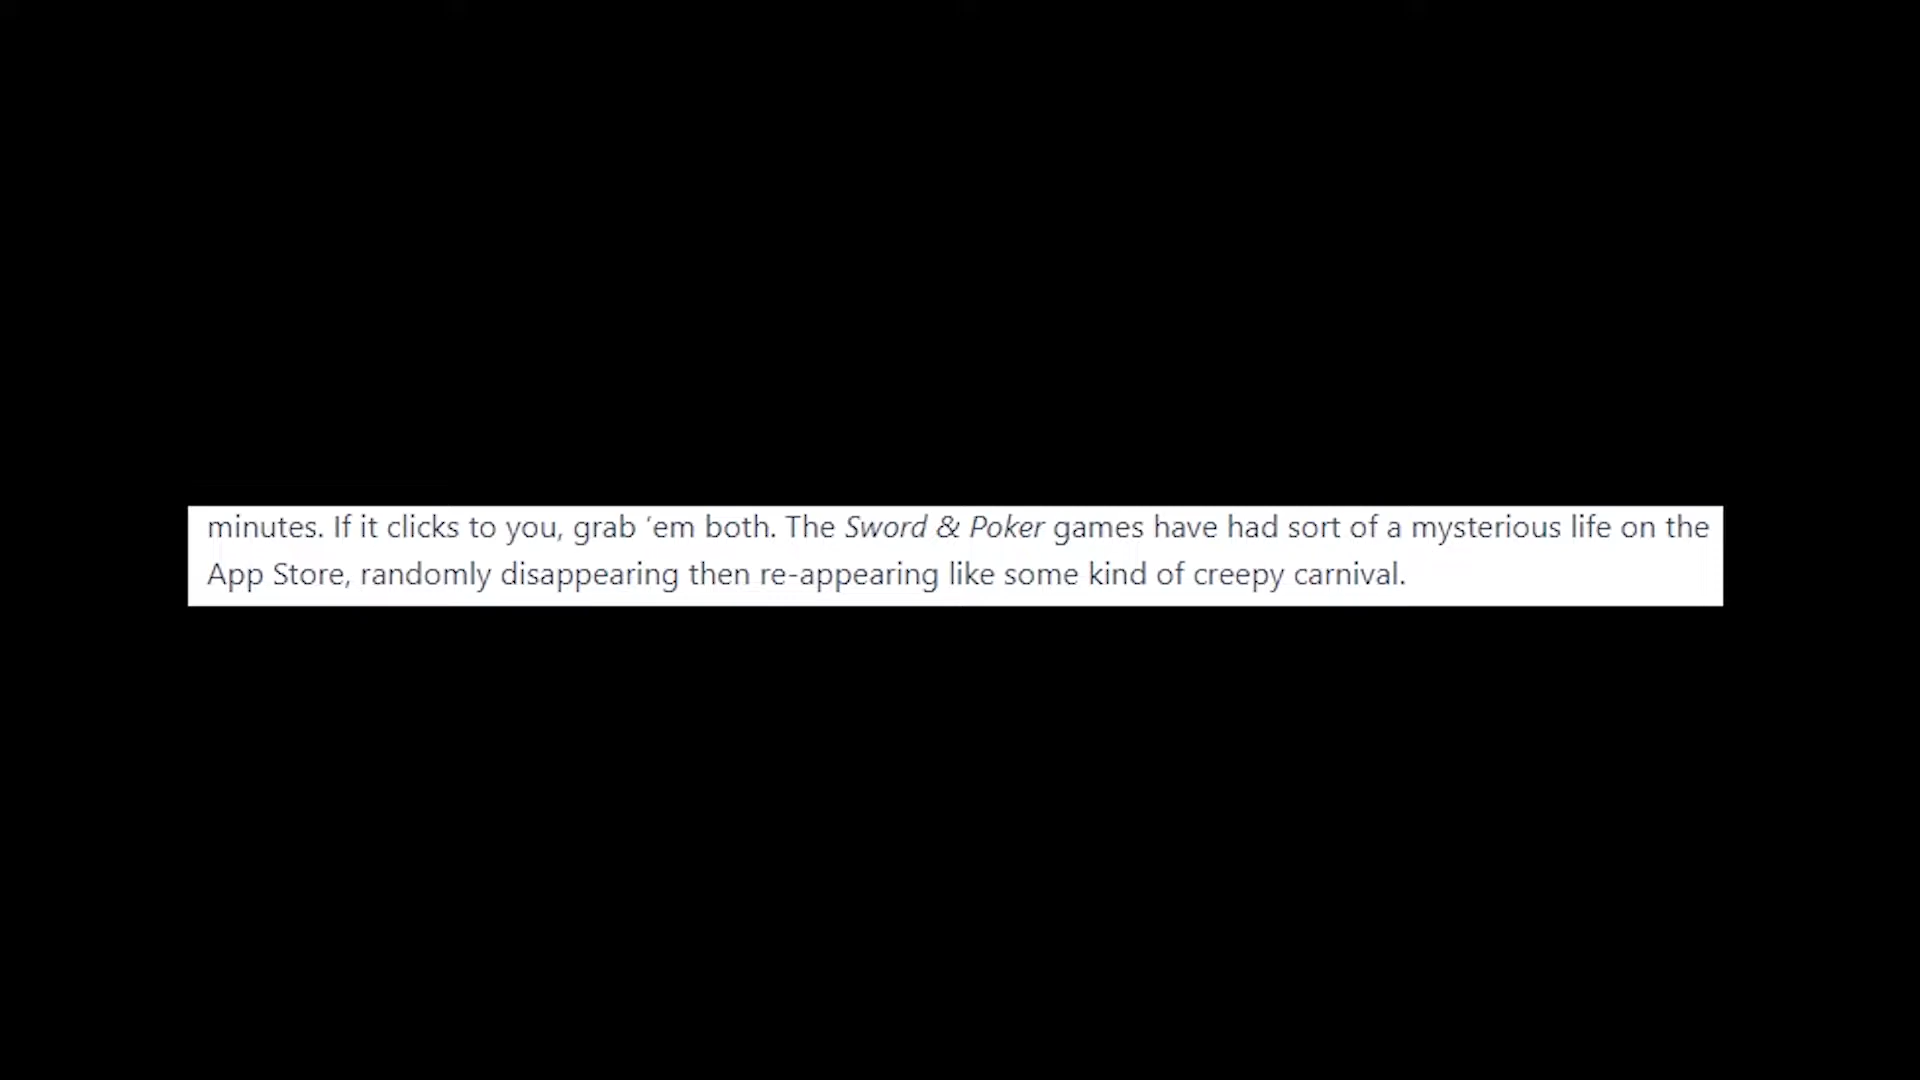 minutes. If it clicks to you, grab ‘em both. The Sword & Poker games have had sort of a mysterious life on the
App Store, randomly disappearing then re-appearing like some kind of creepy carnival.